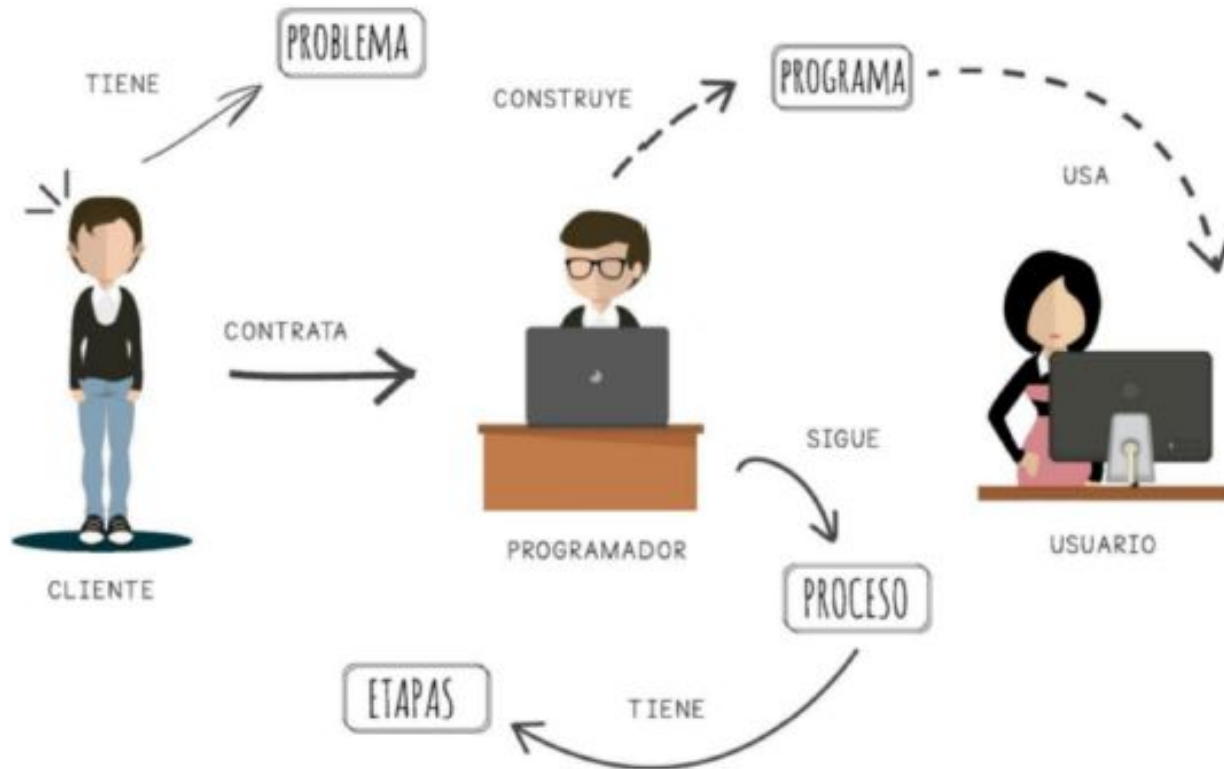 PROBLEMA
TIENE
CONSTRUYE
PROGRAMA
USA
CONTRATA
SIGUE
PROGRAMADOR
USUARIO
CLIENTE
PROCESO
ETAPAS
TIENE